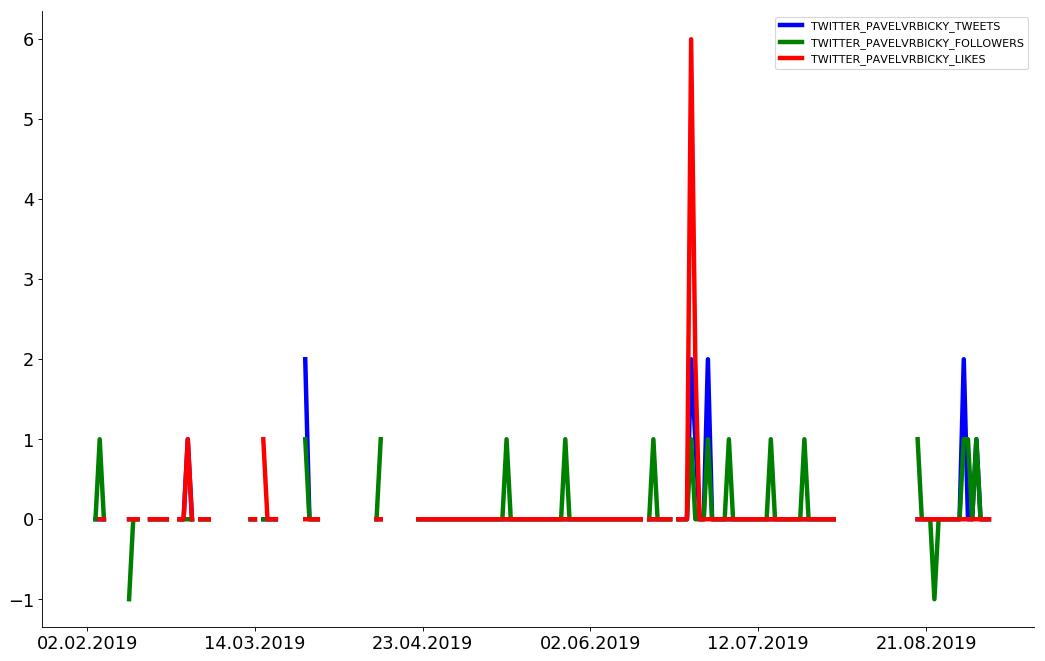 TWITTER_PAVELVRBICKY_TWEETS
TWITTER_PAVELVRBICKY_FOLLOWERS
TWITTER_PAVELVRBICKY_LIKES
6
5
4
3
2
1
0
−1
02.02.2019 14.03.2019 23.04.2019 02.06.2019 12.07.2019 21.08.2019